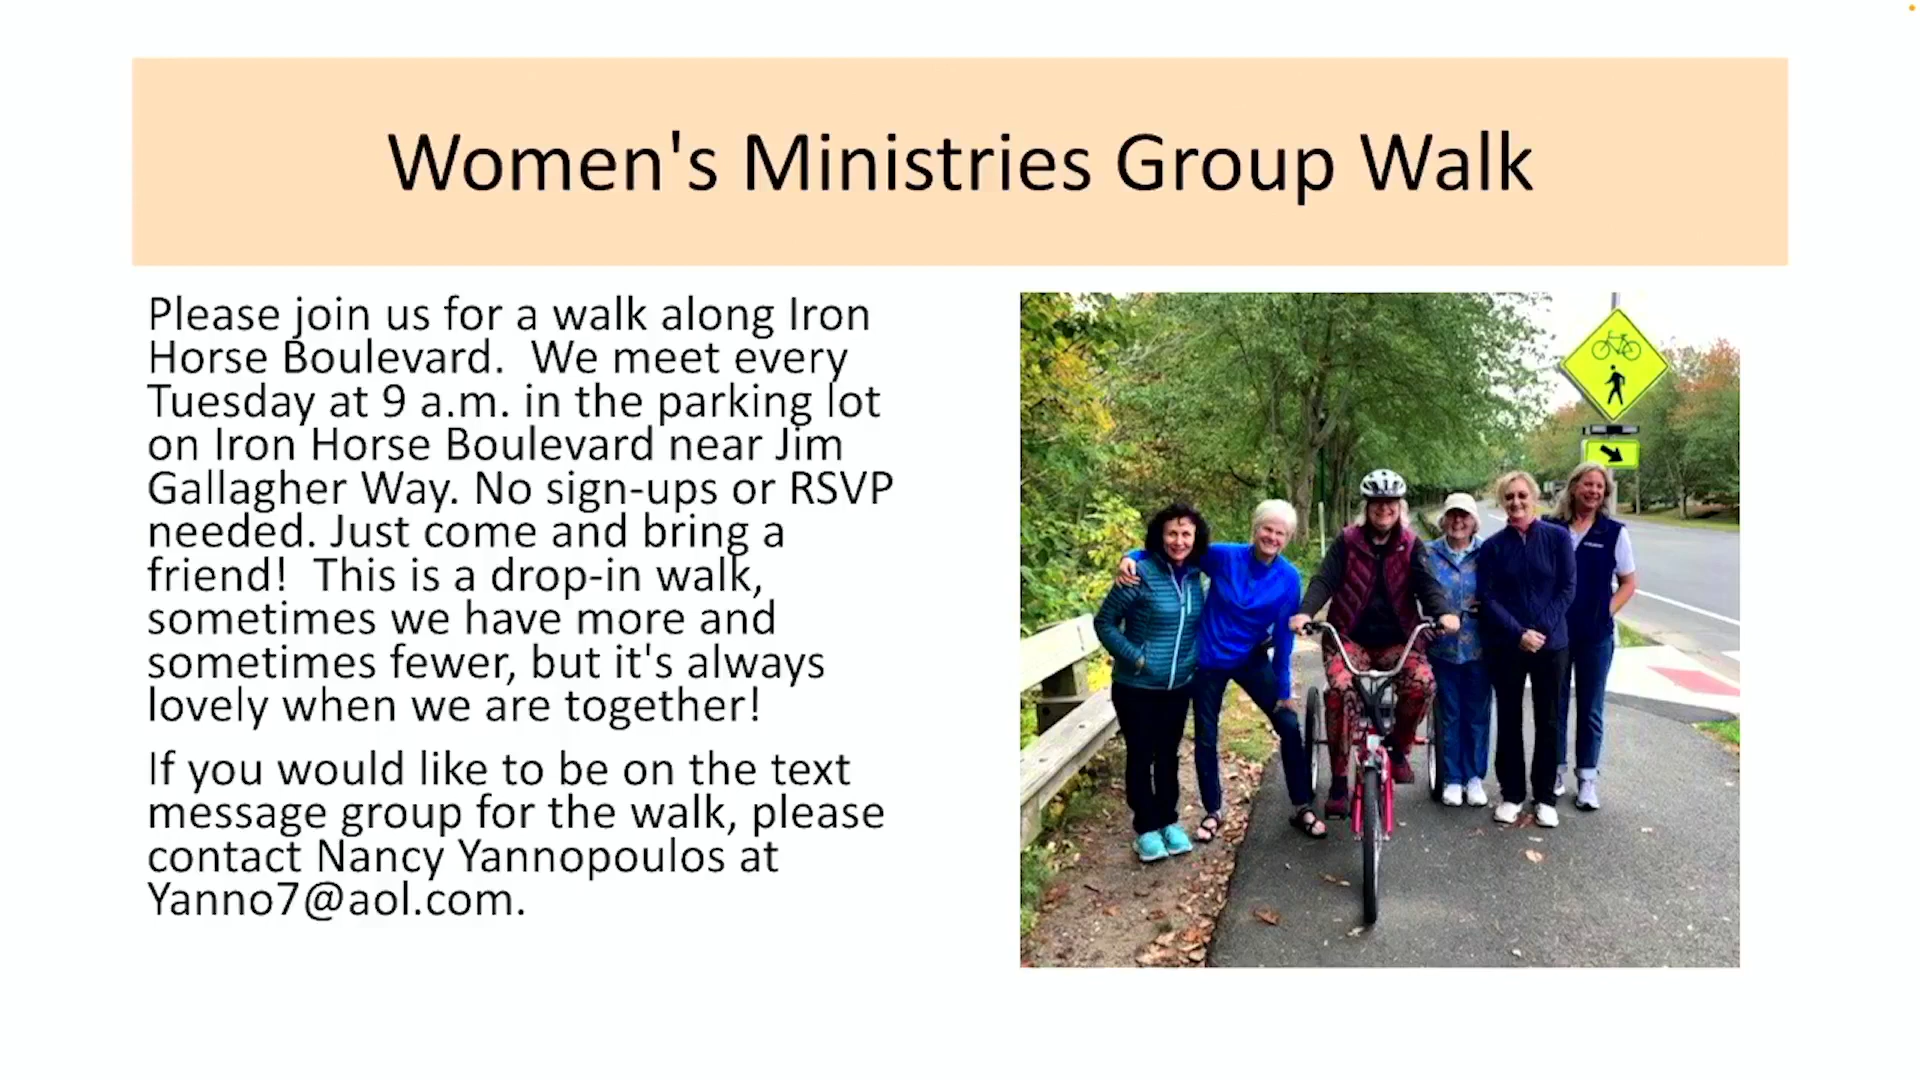 Women's Ministries Group Walk
Please join us for a walk along Iron
Horse Boulevard.  We meet every
Tuesday at 9 a.m. in the parking lot
on Iron Horse Boulevard near Jim
Gallagher Way. No sign-ups or RSVP
needed. Just come and bring a
friend!  This is a drop-in walk,
sometimes we have more and
sometimes fewer, but it's always
lovely when we are together!
If you would like to be on the text
message group for the walk, please
contact Nancy Yannopoulos at
Yanno7@aol.com.